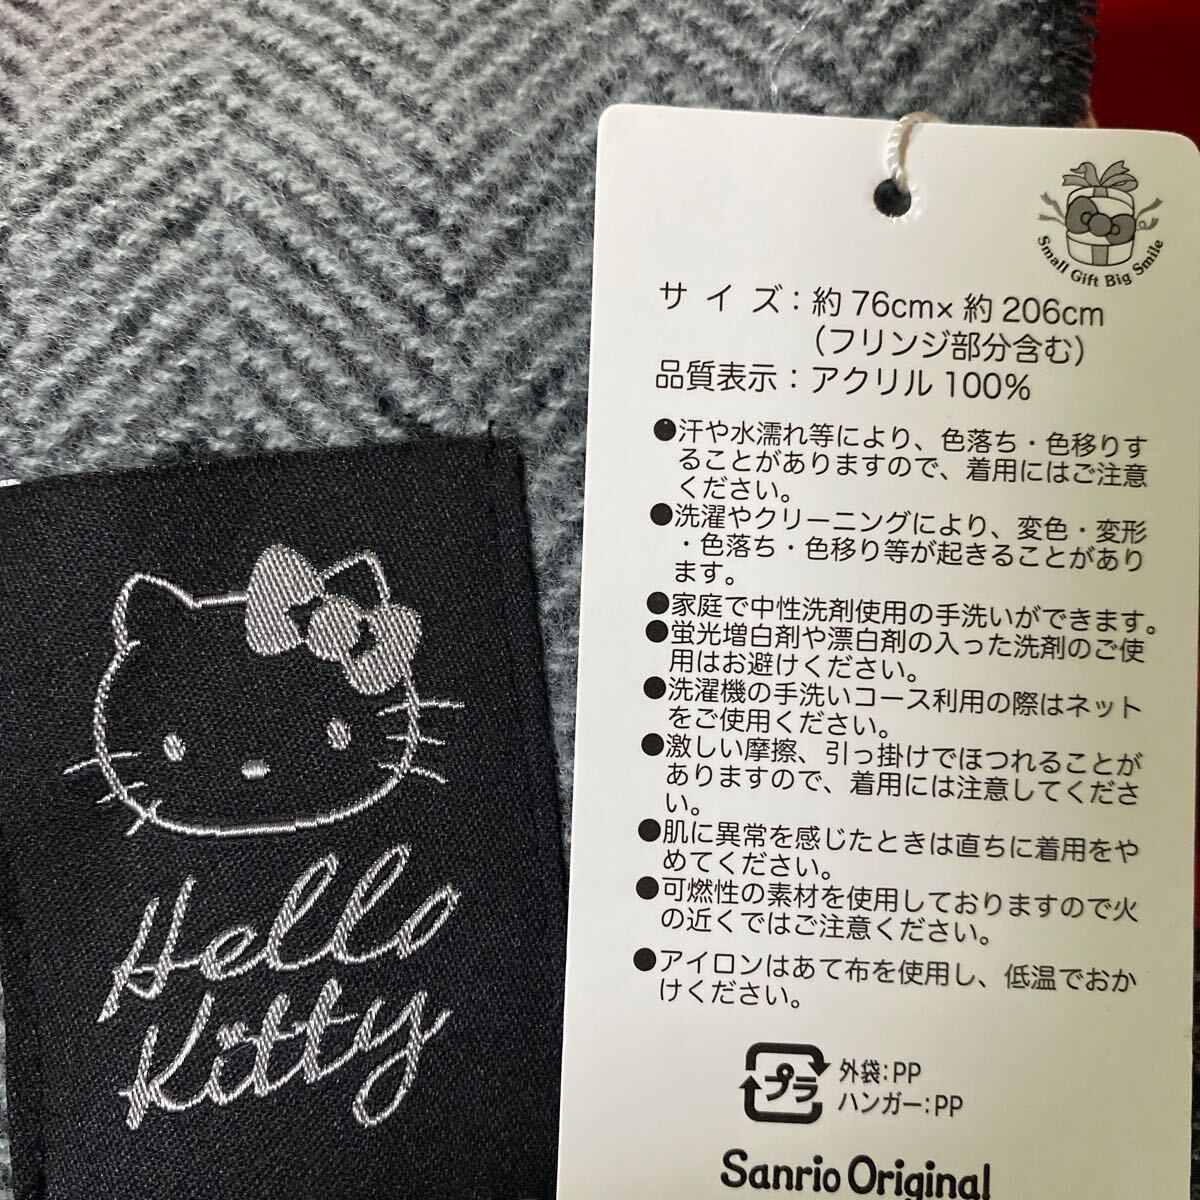 Small Gift Big Smile
サイズ：約76cm×約206cm
（フリンジ部分含む）
品質表示：アクリル100％
●汗や水濡れ等により、色落ち・色移りす
ることがありますので、着用にはご注意
ください。
●洗濯やクリーニングにより、変色・変形
・色落ち・色移り等が起きることがあり
ます。
●家庭で中性洗剤使用の手洗いができます。
●蛍光増白剤や漂白剤の入った洗剤のご使
用はお避けください。
●洗濯機の手洗いコース利用の際はネット
をご使用ください。
●激しい摩擦、引っ掛けでほつれることが
ありますので、着用には注意してくださ
い。
●肌に異常を感じたときは直ちに着用をや
めてください。
●可燃性の素材を使用しておりますので火
の近くではご注意ください。
●アイロンはあて布を使用し、低温でおか
けください。
プラ
外袋：PP
ハンガー：PP
Sanrio Original
Hello
Kitty